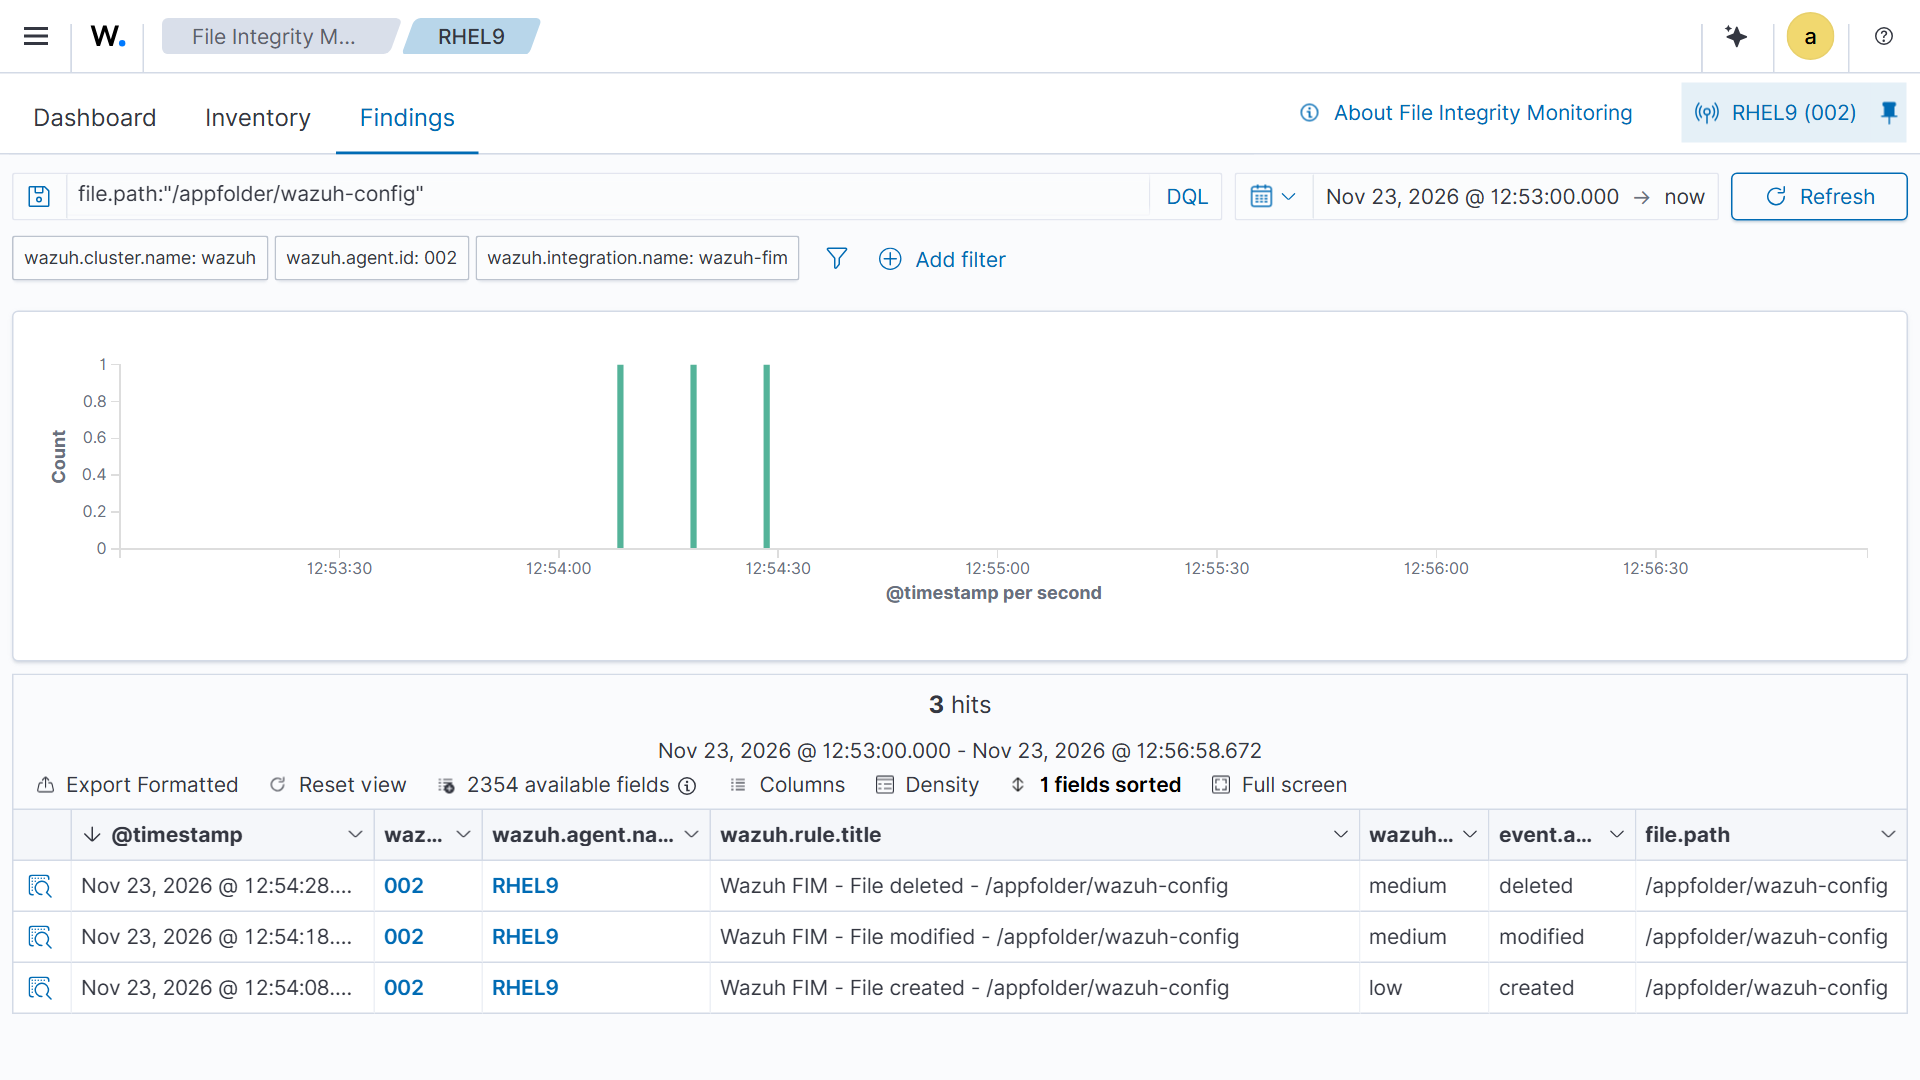 W.
File Integrity M...
RHEL9
a
Dashboard
Inventory
Findings
About File Integrity Monitoring
RHEL9 (002)
file.path:"/appfolder/wazuh-config"
DQL
Nov 23, 2026 @ 12:53:00.000 → now
Refresh
wazuh.cluster.name: wazuh
wazuh.agent.id: 002
wazuh.integration.name: wazuh-fim
Add filter
Count
1
0.8
0.6
0.4
0.2
0
12:53:30
12:54:00
12:54:30
12:55:00
12:55:30
12:56:00
12:56:30
@timestamp per second
3 hits
Nov 23, 2026 @ 12:53:00.000 - Nov 23, 2026 @ 12:56:58.672
Export Formatted
Reset view
2354 available fields
Columns
Density
1 fields sorted
Full screen
@timestamp waz... wazuh.agent.na... wazuh.rule.title wazuh... event.a... file.path
Nov 23, 2026 @ 12:54:28.... 002 RHEL9 Wazuh FIM - File deleted - /appfolder/wazuh-config medium deleted /appfolder/wazuh-config
Nov 23, 2026 @ 12:54:18.... 002 RHEL9 Wazuh FIM - File modified - /appfolder/wazuh-config medium modified /appfolder/wazuh-config
Nov 23, 2026 @ 12:54:08.... 002 RHEL9 Wazuh FIM - File created - /appfolder/wazuh-config low created /appfolder/wazuh-config